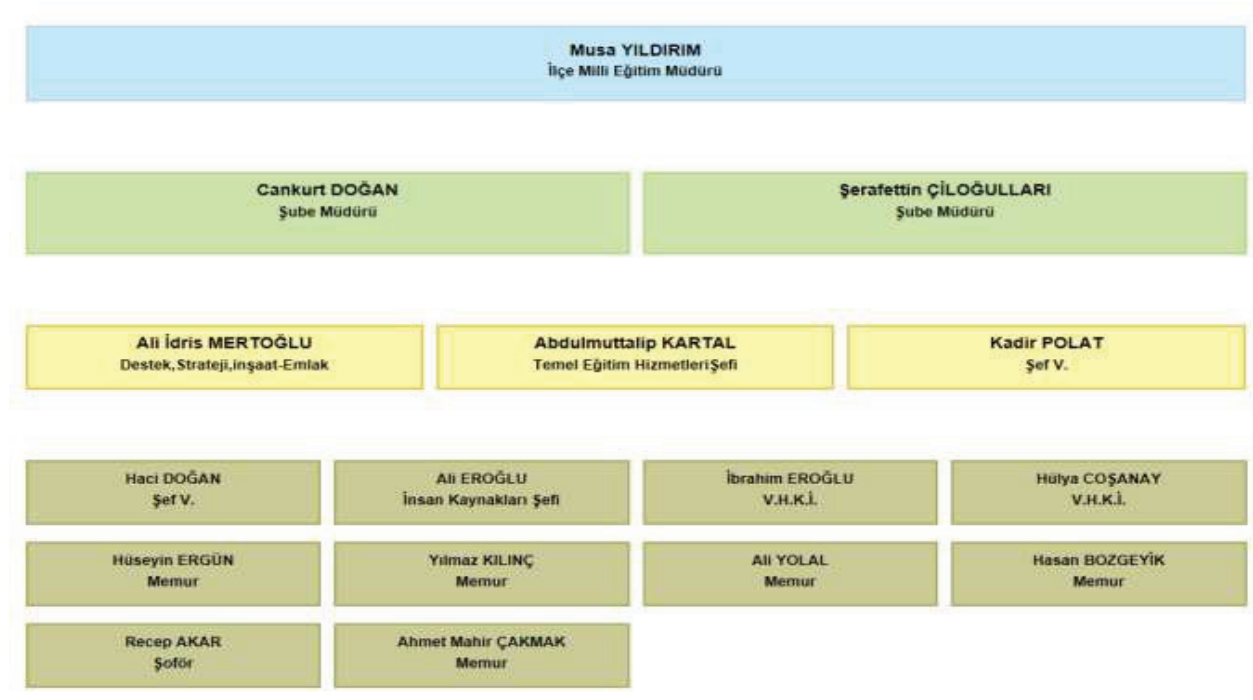 Musa YILDIRIM
İlçe Milli Eğitim Müdürü
Cankurt DOĞAN
Şube Müdürü
Şerafettin ÇİLOĞULLARI
Şube Müdürü
Ali İdris MERTOĞLU
Destek,Strateji,inşaat-Emlak
Abdulmuttalip KARTAL
Temel Eğitim HizmetleriŞefi
Kadir POLAT
Şef V.
Haci DOĞAN
Şef V.
Ali EROĞLU
İnsan Kaynakları Şefi
İbrahim EROĞLU
V.H.K.İ.
Hülya COŞANAY
V.H.K.İ.
Hüseyin ERGÜN
Memur
Yılmaz KILINÇ
Memur
Ali YOLAL
Memur
Hasan BOZGEYİK
Memur
Recep AKAR
Şoför
Ahmet Mahir ÇAKMAK
Memur